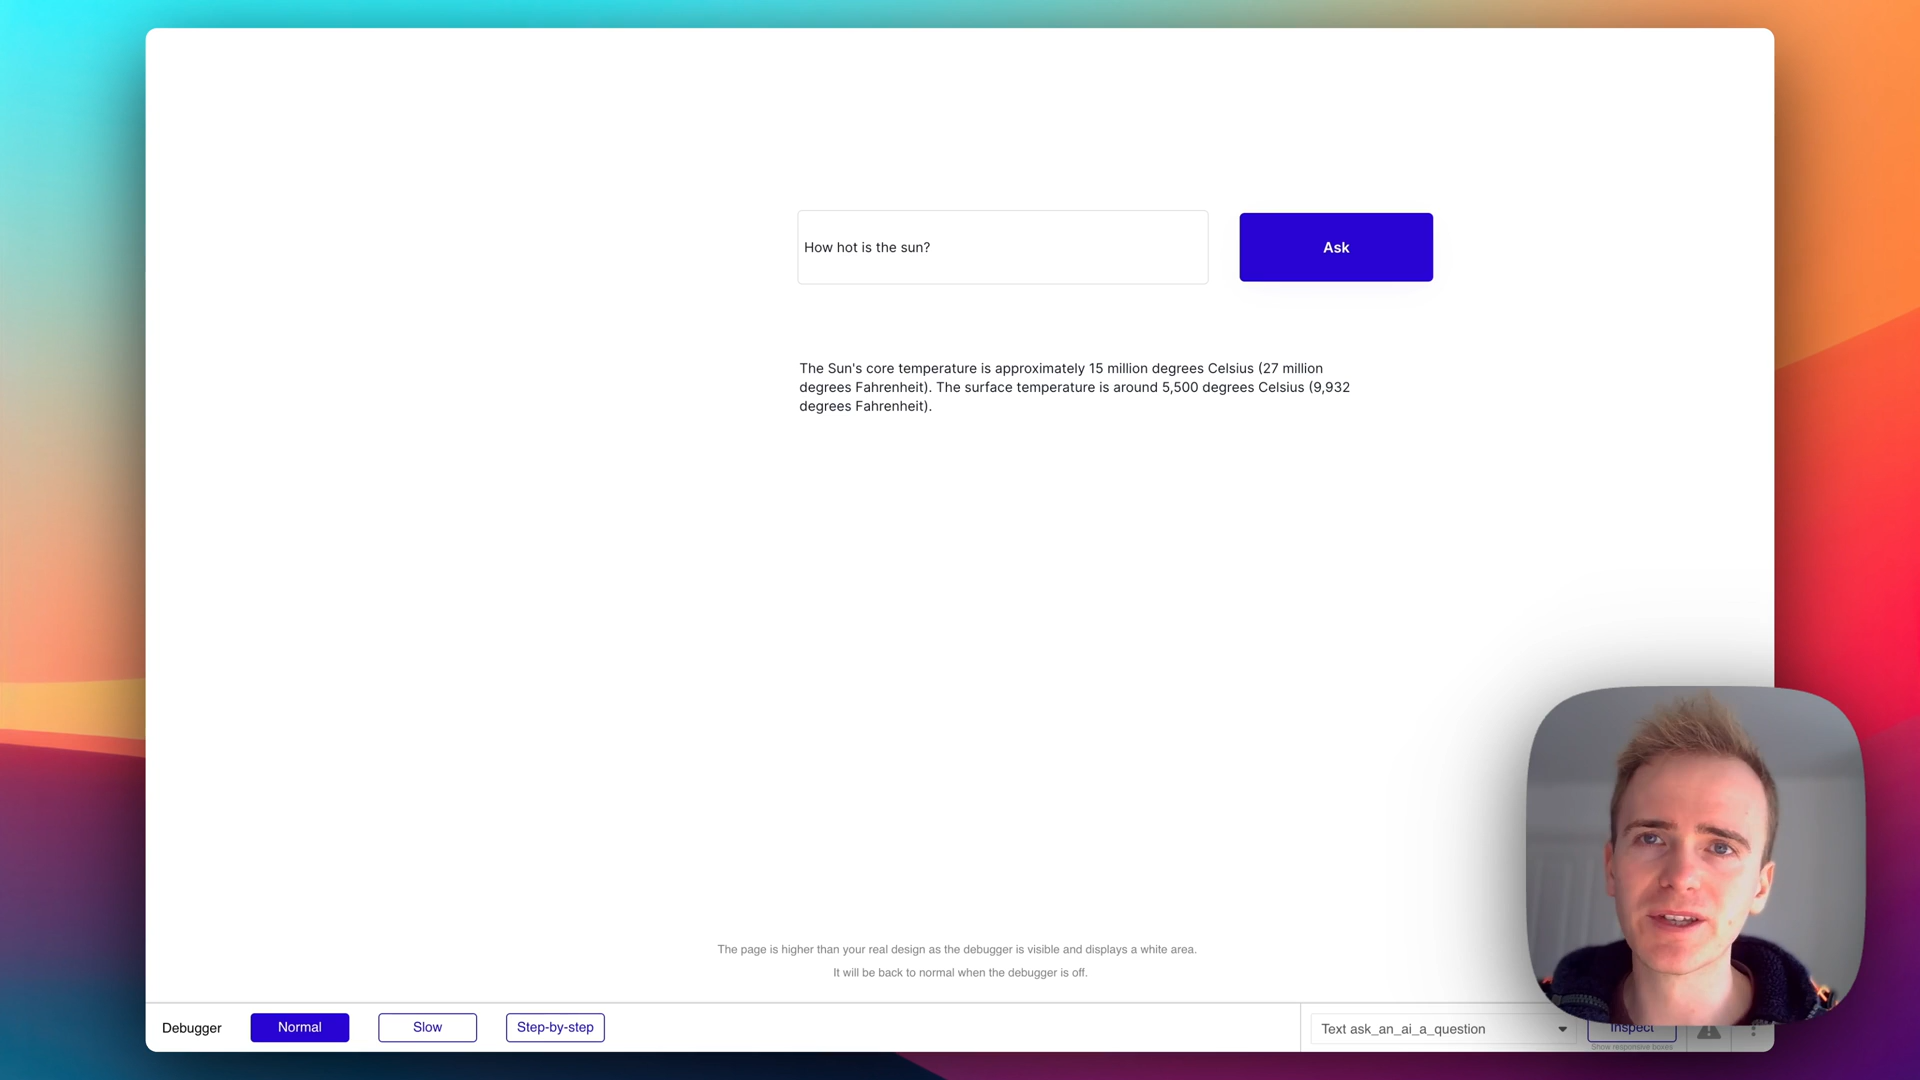 How hot is the sun?
Ask
The Sun's core temperature is approximately 15 million degrees Celsius (27 million
degrees Fahrenheit). The surface temperature is around 5,500 degrees Celsius (9,932
degrees Fahrenheit).
The page is higher than your real design as the debugger is visible and displays a white area.
It will be back to normal when the debugger is off.
Debugger
Normal
Slow
Step-by-step
Text ask_an_ai_a_question
Inspect
Show responsive boxes